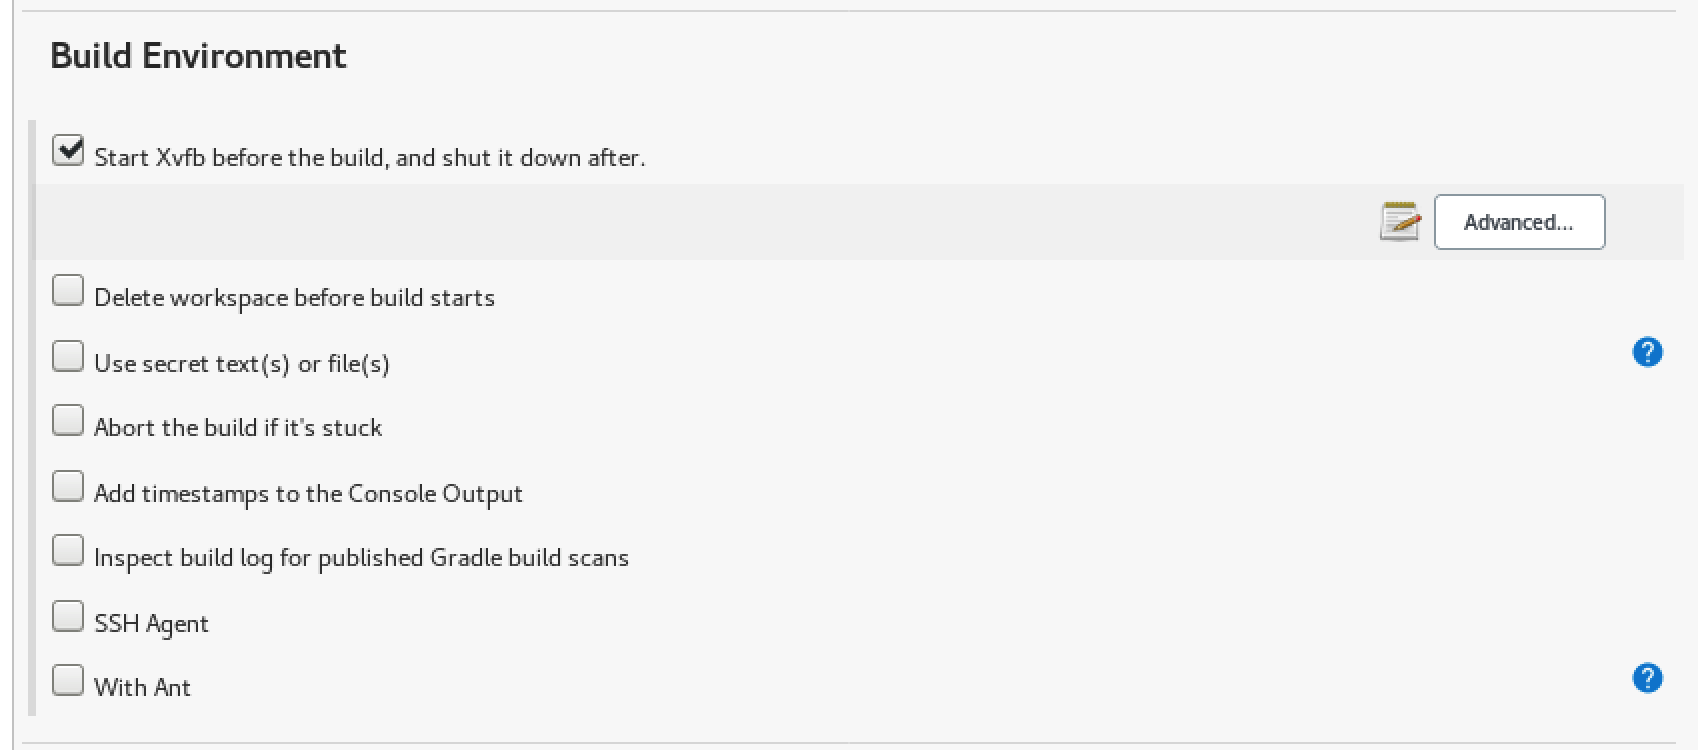 Build Environment
Start Xvfb before the build, and shut it down after.
Advanced...
Delete workspace before build starts
Use secret text(s) or file(s)
?
Abort the build if it's stuck
Add timestamps to the Console Output
Inspect build log for published Gradle build scans
SSH Agent
With Ant
?